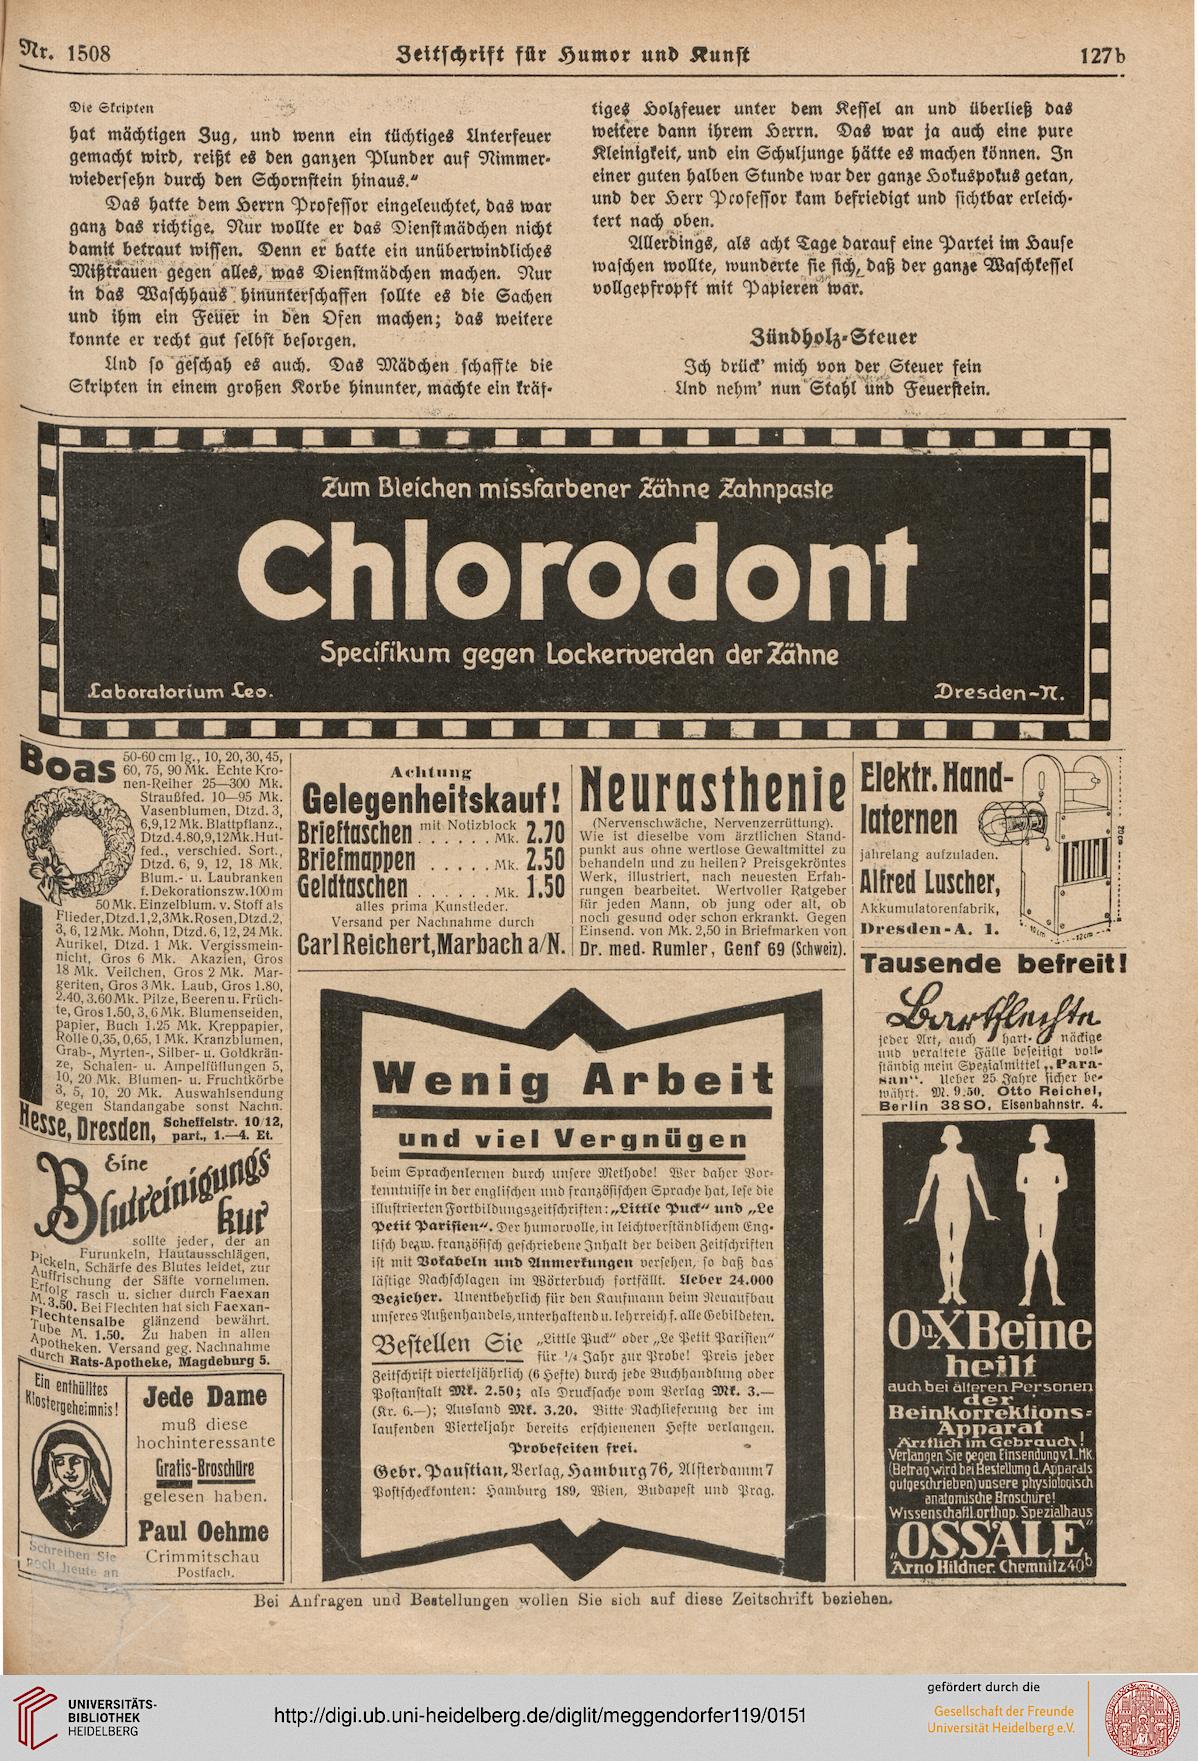 Nr. 1508
Zeitschrift für Humor und Kunst
127b
Die Skripten
hat mächtigen Zug, und wenn ein tüchtiges Unterfeuer
gemacht wird, reißt es den ganzen Plunder auf Nimmer-
wiedersehn durch den Schornstein hinaus.“
Das hatte dem Herrn Professor eingeleuchtet, das war
ganz das richtige. Nur wollte er das Dienstmädchen nicht
damit betraut wissen. Denn er hatte ein unüberwindliches
Mißtrauen gegen alles, was Dienstmädchen machen. Nur
in das Waschhaus hinunterschaffen sollte es die Sachen
und ihm ein Feuer in den Ofen machen; das weitere
konnte er recht gut selbst besorgen.
Und so geschah es auch. Das Mädchen schaffte die
Skripten in einem großen Korbe hinunter, machte ein kräf-
tiges Holzfeuer unter dem Kessel an und überließ das
weitere dann ihrem Herrn. Das war ja auch eine pure
Kleinigkeit, und ein Schuljunge hätte es machen können. In
einer guten halben Stunde war der ganze Hokuspokus getan,
und der Herr Professor kam befriedigt und sichtbar erleich-
tert nach oben.
Allerdings, als acht Tage darauf eine Partei im Hause
waschen wollte, wunderte sie sich, daß der ganze Waschkessel
vollgepfropft mit Papieren war.
Zündholz-Steuer
Ich drück’ mich von der Steuer fein
Und nehm’ nun Stahl und Feuerstein.
Zum Bleichen missfarbener Zähne Zahnpaste
Chlorodont
Specifikum gegen Lockerwerden der Zähne
Laboratorium Leo.
Dresden-N.
Boas
50-60 cm lg., 10, 20, 30, 45,
60, 75, 90 Mk. Echte Kro-
nen-Reiher 25—300 Mk.
Straußfed. 10—95 Mk.
Vasenblumen, Dtzd. 3,
6,9,12 Mk. Blattpflanz.,
Dtzd. 4.80,9,12Mk. Hut-
fed., verschied. Sort.,
Dtzd. 6, 9, 12, 18 Mk.
Blum.- u. Laubranken
f. Dekorationszw. 100 m
50 Mk. Einzelblum. v. Stoff als
Flieder, Dtzd. 1,2,3Mk. Rosen, Dtzd.2,
3, 6, 12 Mk. Mohn, Dtzd. 6, 12, 24 Mk.
Aurikel, Dtzd. 1 Mk. Vergissmein-
nicht, Gros 6 Mk. Akazien, Gros
18 Mk. Veilchen, Gros 2 Mk. Mar-
geriten, Gros 3 Mk. Laub, Gros 1.80,
2.40, 3.60 Mk. Pilze, Beeren u. Früch-
te, Gros 1.50, 3, 6 Mk. Blumenseiden,
papier, Buch 1.25 Mk. Kreppapier,
Rolle 0,35, 0,65, 1 Mk. Kranzblumen,
Grab-, Myrten-, Silber- u. Goldkrän-
ze, Schalen- u. Ampelfüllungen 5,
10, 20 Mk. Blumen- u. Fruchtkörbe
3, 5, 10, 20 Mk. Auswahlsendung
gegen Standangabe sonst Nachn.
Hesse, Dresden, Scheffelstr. 10/12,
part., 1.—4. Et.
Eine
Blutreinigungs
kur
sollte jeder, der an
Furunkeln, Hautausschlägen,
Pickeln, Schärfe des Blutes leidet, zur
Auffrischung der Säfte vornehmen.
Erfolg rasch u. sicher durch Faexan
M. 3.50. Bei Flechten hat sich Faexan-
Flechtensalbe glänzend bewährt.
Tube M. 1.50. Zu haben in allen
Apotheken. Versand geg. Nachnahme
durch Rats-Apotheke, Magdeburg 5.
Ein enthülltes
Klostergeheimnis!
Schreiben Sie
noch heute an
Jede Dame
muß diese
hochinteressante
Gratis-Broschüre
gelesen haben.
Paul Oehme
Crimmitschau
Postfach.
Achtung
Gelegenheitskauf!
Brieftaschen mit Notizblock ...... Mk. 2.70
Briefmappen ..... Mk. 2.50
Geldtaschen ...... Mk. 1.50
alles prima Kunstleder.
Versand per Nachnahme durch
Carl Reichert, Marbach a/N.
Neurasthenie
(Nervenschwäche, Nervenzerrüttung).
Wie ist dieselbe vom ärztlichen Stand-
punkt aus ohne wertlose Gewaltmittel zu
behandeln und zu heilen? Preisgekröntes
Werk, illustriert, nach neuesten Erfah-
rungen bearbeitet. Wertvoller Ratgeber
für jeden Mann, ob jung oder alt, ob
noch gesund oder schon erkrankt. Gegen
Einsend. von Mk. 2,50 in Briefmarken von
Dr. med. Rumler, Genf 69 (Schweiz).
Wenig Arbeit
und viel Vergnügen
beim Sprachenlernen durch unsere Methode! Wer daher Vor-
kenntnisse in der englischen und französischen Sprache hat, lese die
illustrierten Fortbildungszeitschriften: „Little Puck“ und „Le
Petit Parisien“. Der humorvolle, in leichtverständlichem Eng-
lisch bezw. französisch geschriebene Inhalt der beiden Zeitschriften
ist mit Vokabeln und Anmerkungen versehen, so daß das
lästige Nachschlagen im Wörterbuch fortfällt. Ueber 24.000
Bezieher. Unentbehrlich für den Kaufmann beim Neuaufbau
unseres Außenhandels, unterhaltend u. lehrreich f. alle Gebildeten.
Bestellen Sie „Little Puck“ oder „Le Petit Parisien“
für 1/4 Jahr zur Probe! Preis jeder
Zeitschrift vierteljährlich (6 Hefte) durch jede Buchhandlung oder
Postanstalt Mk. 2.50; als Drucksache vom Verlag Mk. 3.—
(Kr. 6.—); Ausland Mk. 3.20. Bitte Nachlieferung der im
laufenden Vierteljahr bereits erschienenen Hefte verlangen.
Probeseiten frei.
Gebr. Paustian, Verlag, Hamburg 76, Alsterdamm 7
Postscheckkonten: Hamburg 189, Wien, Budapest und Prag.
Elektr. Hand-
laternen
jahrelang aufzuladen.
Alfred Luscher,
Akkumulatorenfabrik,
Dresden-A. 1.
20cm
10cm
12cm
Tausende befreit!
Bartflechte
jeder Art, auch hart- näckige
und veraltete Fälle beseitigt voll-
ständig mein Spezialmittel „Para-
san“. Ueber 25 Jahre sicher be-
währt. M. 9.50. Otto Reichel,
Berlin 38 SO, Eisenbahnstr. 4.
O u. X Beine
heilt
auch bei älteren Personen
der
Beinkorrektions-
Apparat
Ärztlich im Gebrauch!
Verlangen Sie gegen Einsendung v. 1.-Mk.
(Betrag wird bei Bestellung d. Apparats
gutgeschrieben) unsere physiologisch
anatomische Broschüre!
Wissenschaftl. orthop. Spezialhaus
„OSSALE“
Arno Hildner. Chemnitz 40b
Bei Anfragen und Bestellungen wollen Sie sich auf diese Zeitschrift beziehen.
UNIVERSITÄTS-
BIBLIOTHEK
HEIDELBERG
http://digi.ub.uni-heidelberg.de/diglit/meggendorfer119/0151
gefördert durch die
Gesellschaft der Freunde
Universität Heidelberg e.V.